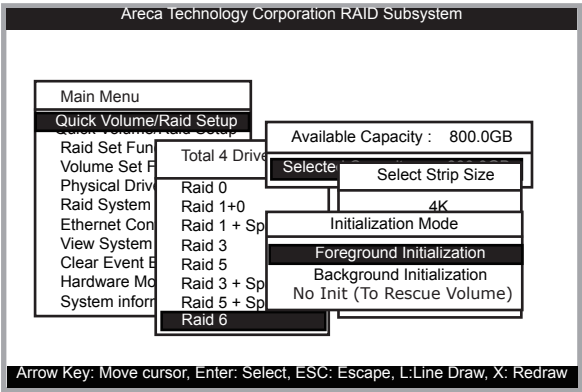 Areca Technology Corporation RAID Subsystem
Main Menu
Quick Volume/Raid Setup
Raid Set Fun
Volume Set F
Physical Driv
Raid System
Ethernet Con
View System
Clear Event
Hardware Mo
System inforr
Total 4 Drive
Raid 0
Raid 1+0
Raid 1 + Sp
Raid 3
Raid 5
Raid 3 + Sp
Raid 5 + Sp
Raid 6
Available Capacity : 800.0GB
Selecte
Select Strip Size
4K
Initialization Mode
Foreground Initialization
Background Initialization
No Init (To Rescue Volume)
Arrow Key: Move cursor, Enter: Select, ESC: Escape, L:Line Draw, X: Redraw